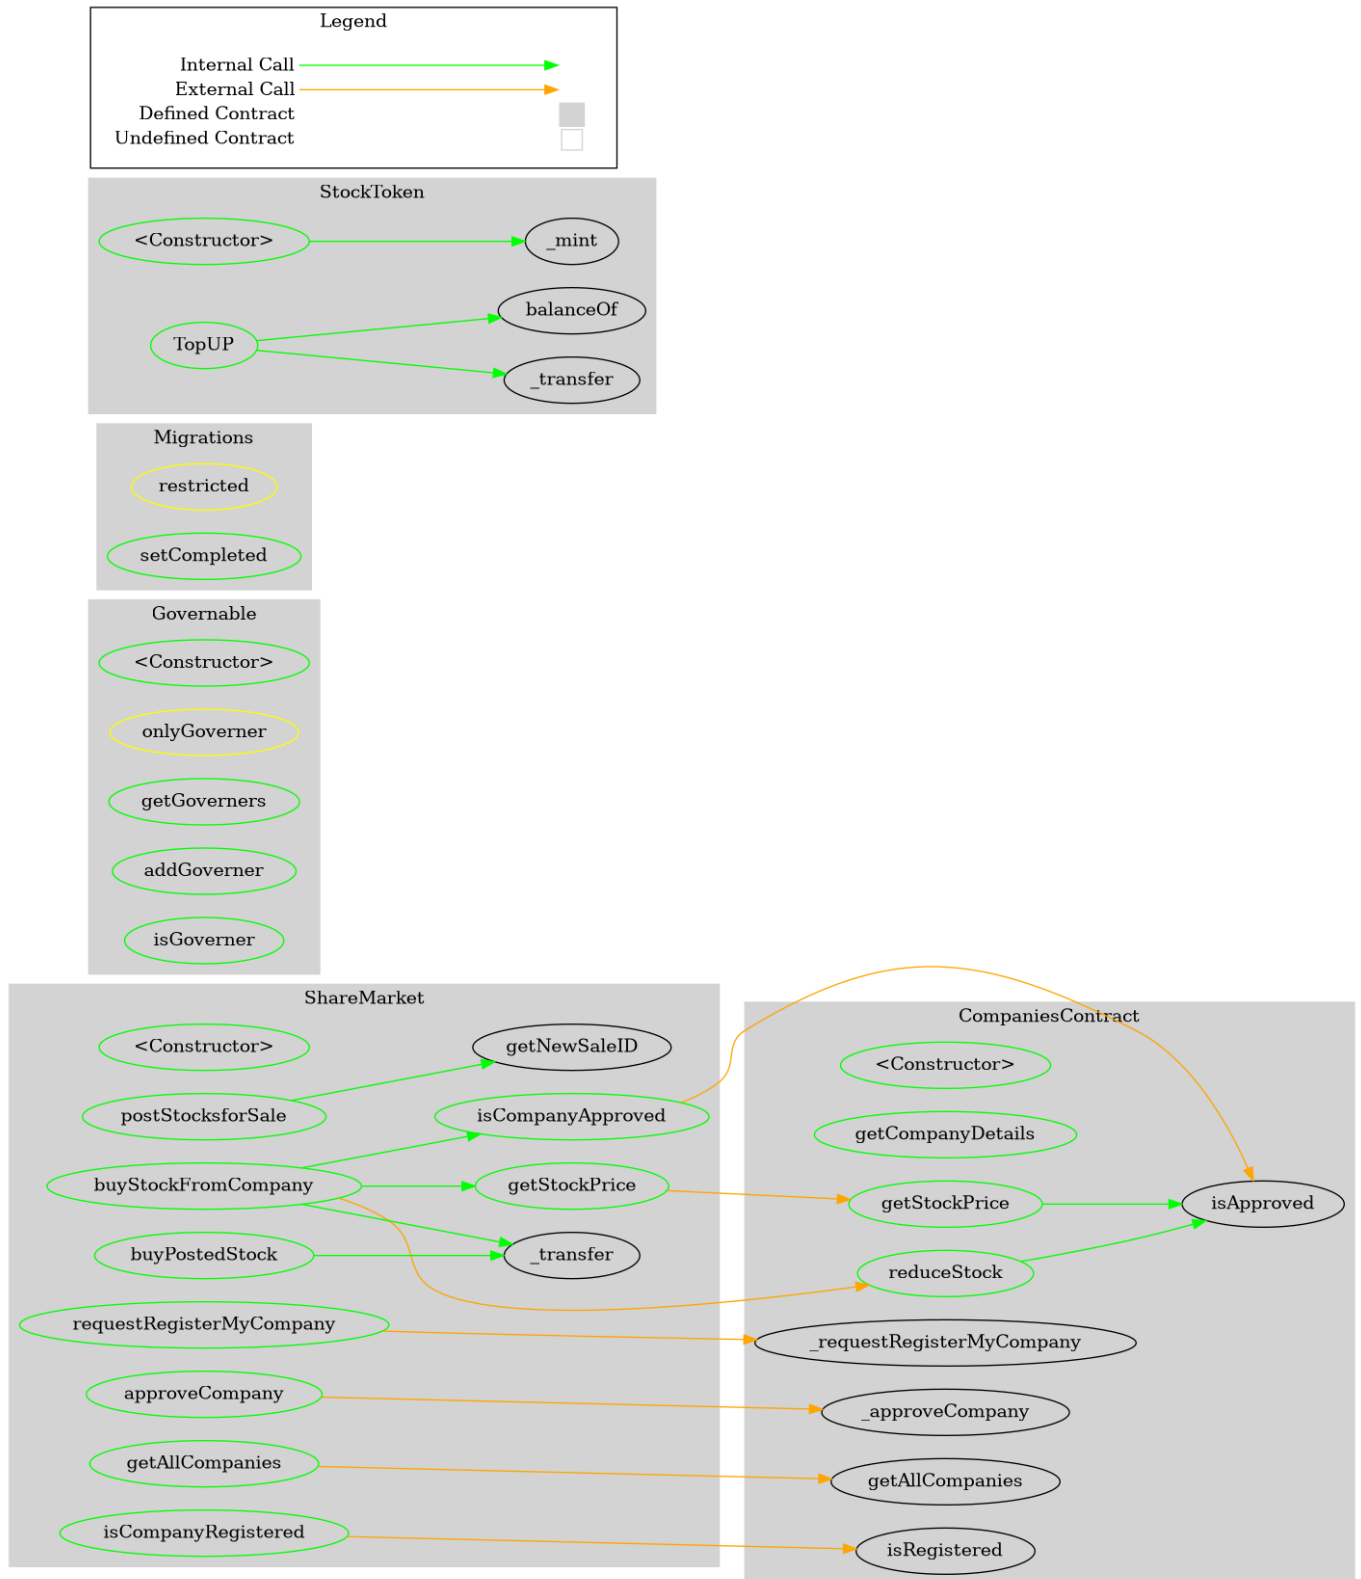 Legend
Internal Call
External Call
Defined Contract
Undefined Contract
StockToken
<Constructor>
_mint
balanceOf
TopUP
_transfer
Migrations
restricted
setCompleted
Governable
<Constructor>
onlyGoverner
getGoverners
addGoverner
isGoverner
ShareMarket
<Constructor>
getNewSaleID
postStocksforSale
isCompanyApproved
buyStockFromCompany
getStockPrice
buyPostedStock
_transfer
requestRegisterMyCompany
approveCompany
getAllCompanies
isCompanyRegistered
CompaniesContract
<Constructor>
getCompanyDetails
getStockPrice
isApproved
reduceStock
_requestRegisterMyCompany
_approveCompany
getAllCompanies
isRegistered